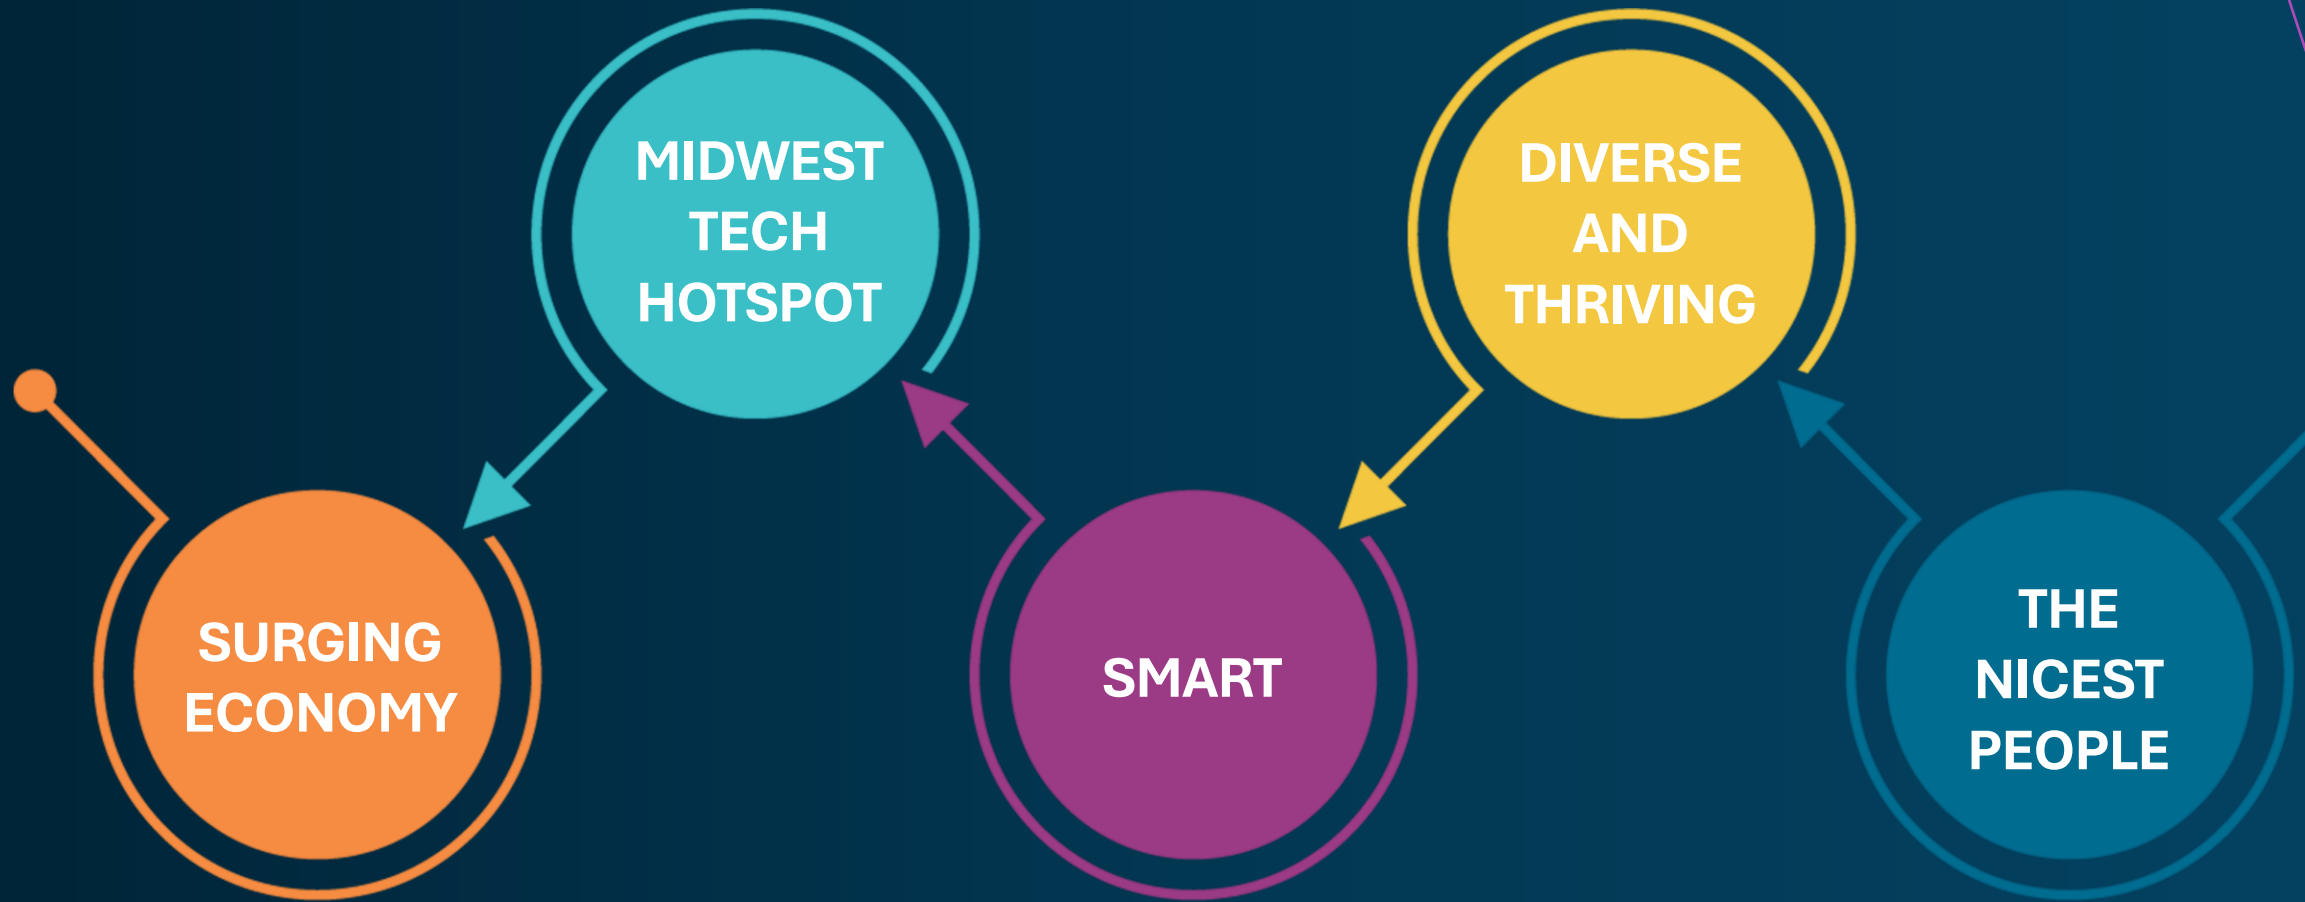 SURGING
ECONOMY
MIDWEST
TECH
HOTSPOT
SMART
DIVERSE
AND
THRIVING
THE
NICEST
PEOPLE